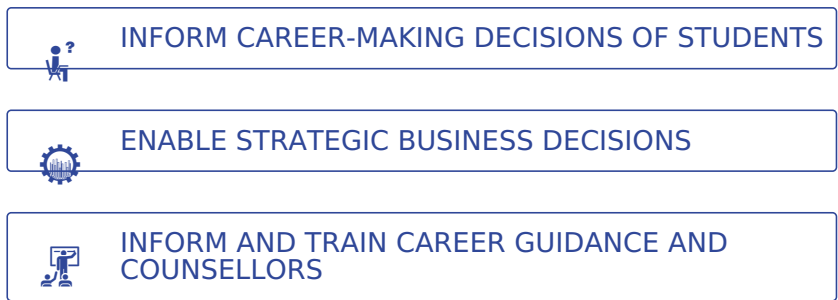 INFORM CAREER-MAKING DECISIONS OF STUDENTS
?
ENABLE STRATEGIC BUSINESS DECISIONS
INFORM AND TRAIN CAREER GUIDANCE AND
COUNSELLORS